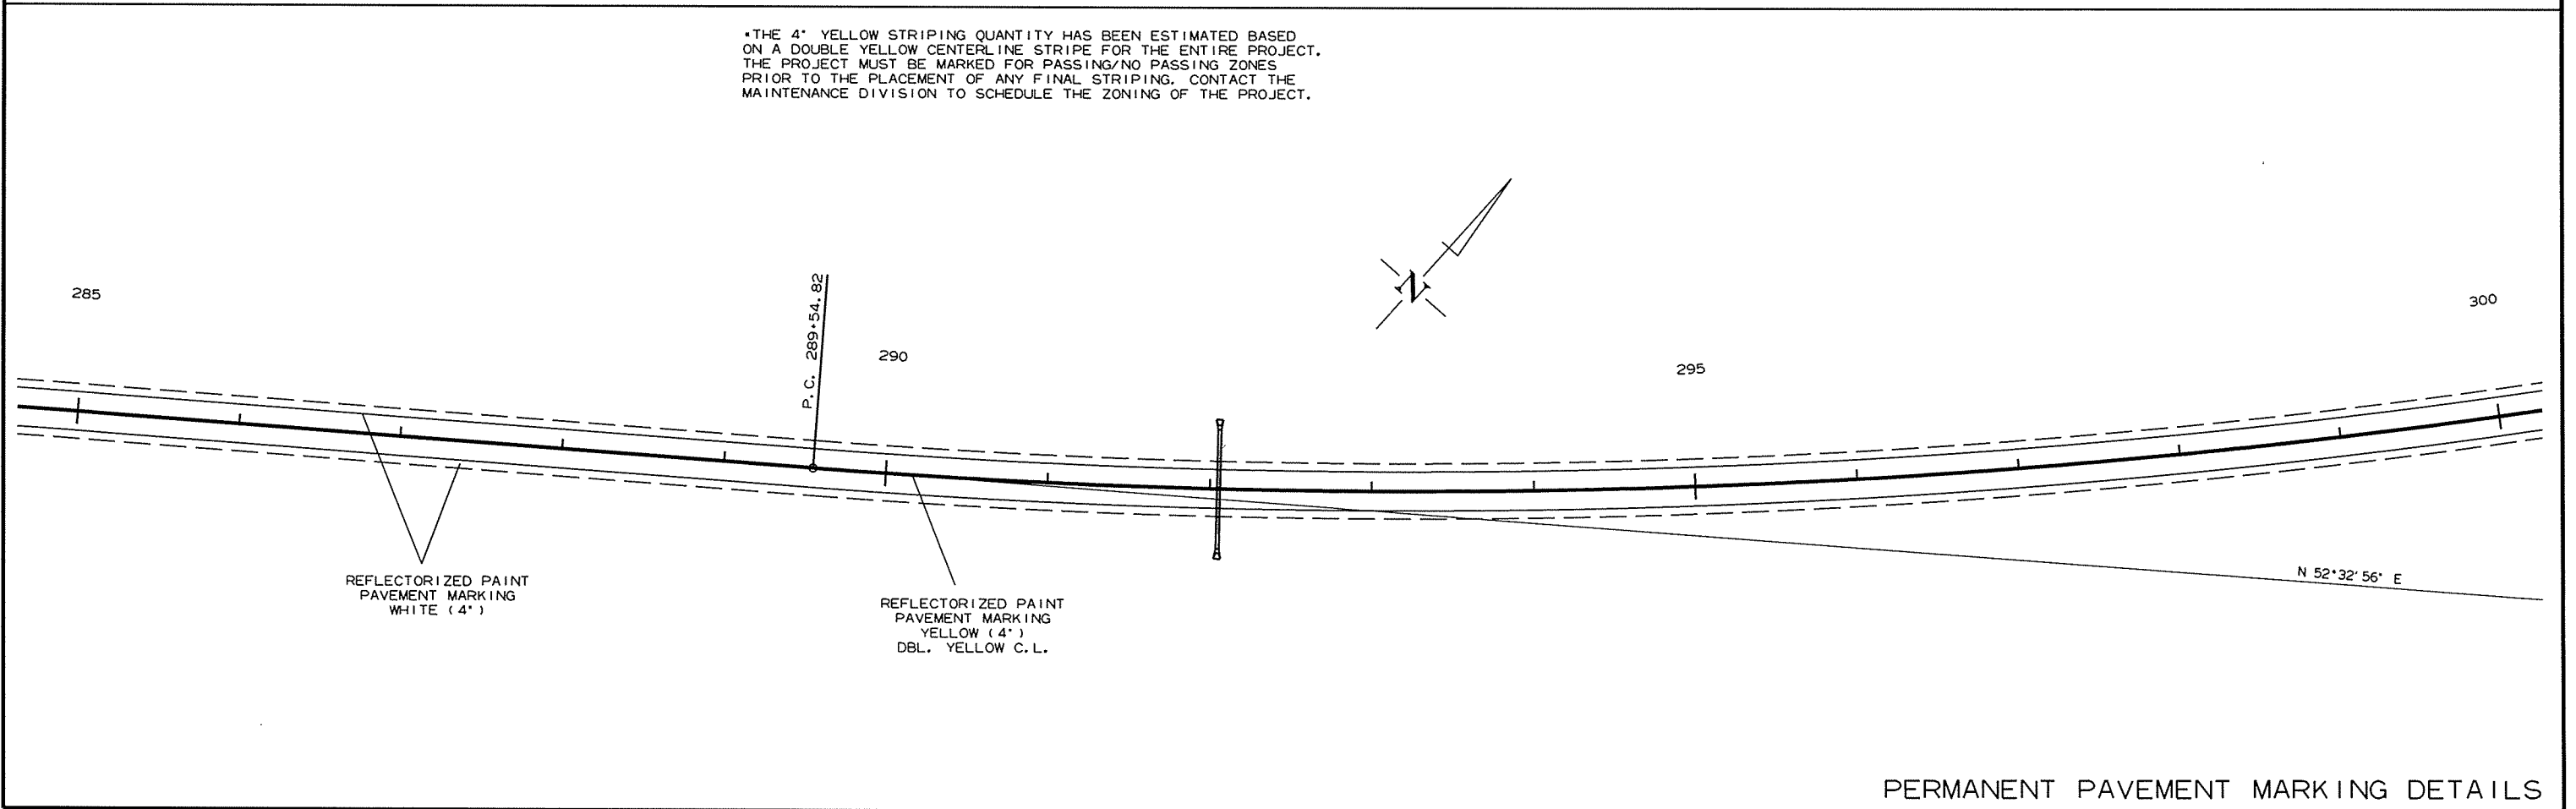 *THE 4" YELLOW STRIPING QUANTITY HAS BEEN ESTIMATED BASED
ON A DOUBLE YELLOW CENTERLINE STRIPE FOR THE ENTIRE PROJECT.
THE PROJECT MUST BE MARKED FOR PASSING/NO PASSING ZONES
PRIOR TO THE PLACEMENT OF ANY FINAL STRIPING. CONTACT THE
MAINTENANCE DIVISION TO SCHEDULE THE ZONING OF THE PROJECT.
N
285
P.C. 289+54.82
290
295
300
REFLECTORIZED PAINT
PAVEMENT MARKING
WHITE (4")
REFLECTORIZED PAINT
PAVEMENT MARKING
YELLOW (4")
DBL. YELLOW C.L.
N 52°32'56" E
PERMANENT PAVEMENT MARKING DETAILS